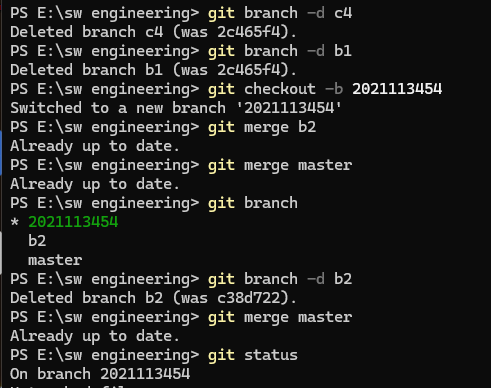 PS E:\sw engineering> git branch -d c4
Deleted branch c4 (was 2c465f4).
PS E:\sw engineering> git branch -d b1
Deleted branch b1 (was 2c465f4).
PS E:\sw engineering> git checkout -b 2021113454
Switched to a new branch '2021113454'
PS E:\sw engineering> git merge b2
Already up to date.
PS E:\sw engineering> git merge master
Already up to date.
PS E:\sw engineering> git branch
* 2021113454
  b2
  master
PS E:\sw engineering> git branch -d b2
Deleted branch b2 (was c38d722).
PS E:\sw engineering> git merge master
Already up to date.
PS E:\sw engineering> git status
On branch 2021113454